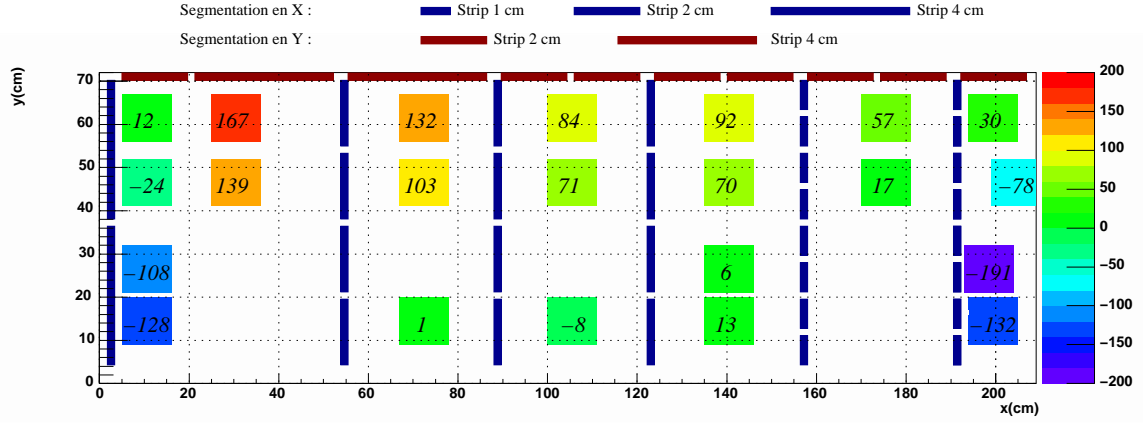 Segmentation en X : Strip 1 cm Strip 2 cm Strip 4 cm
Segmentation en Y : Strip 2 cm Strip 4 cm
y(cm)
70 200
12 167 132 84 92 57 30
60 150
50 100
−24 139 103 71 70 17 −78
40 50
30 0
−108 6 −191
20 −50
−128 1 −8 13 −132
10 −100
−150
0 −200
0 20 40 60 80 100 120 140 160 180 200
x(cm)